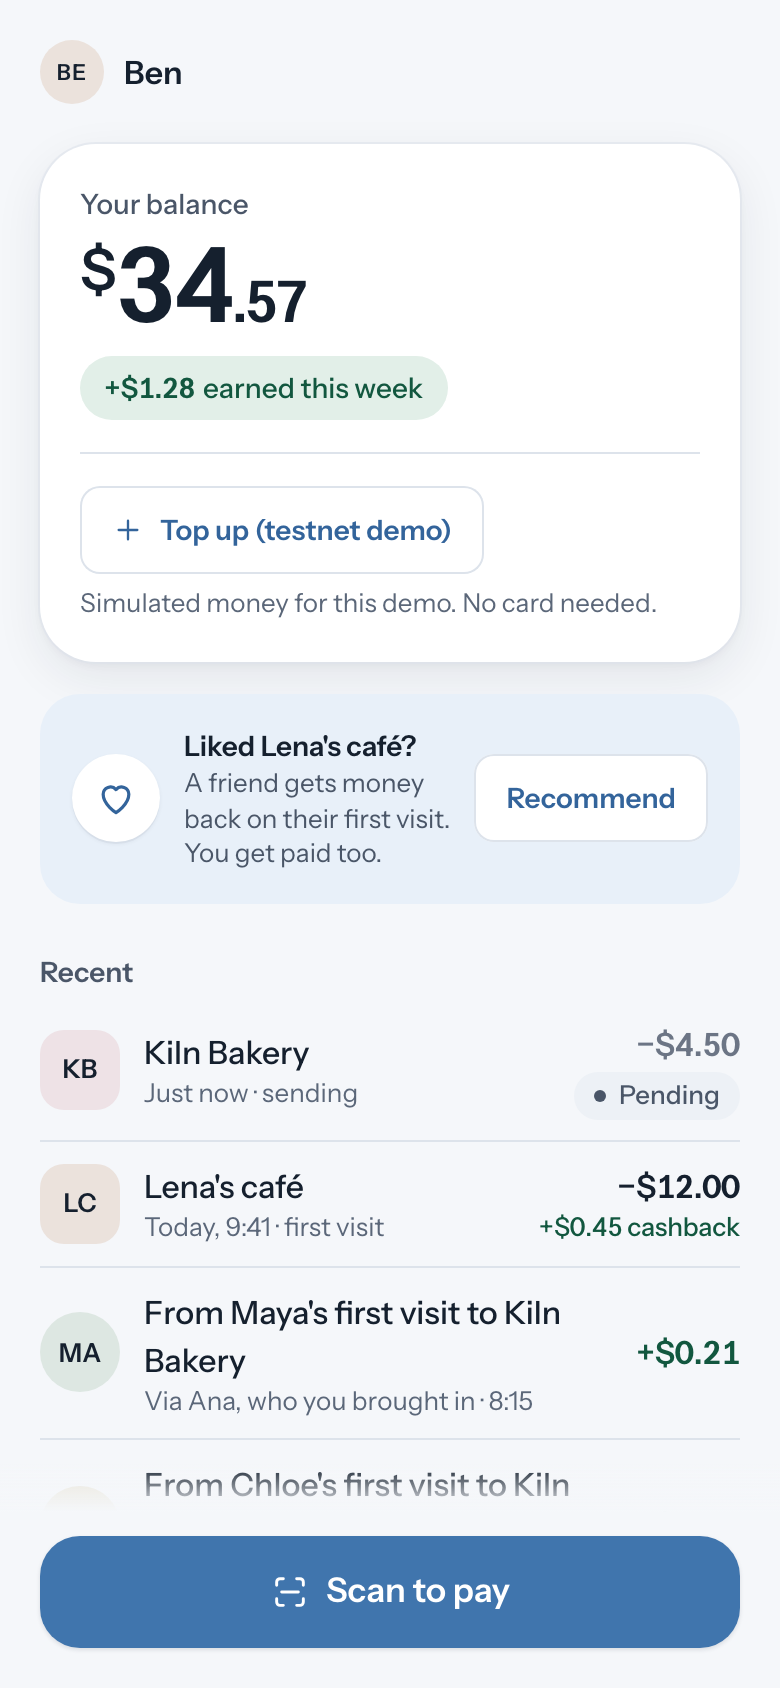 BE
Ben
Your balance
$34.57
+$1.28 earned this week
Top up (testnet demo)
Simulated money for this demo. No card needed.
Liked Lena's café?
A friend gets money
back on their first visit.
You get paid too.
Recommend
Recent
KB
Kiln Bakery
Just now · sending
−$4.50
Pending
LC
Lena's café
Today, 9:41 · first visit
−$12.00
+$0.45 cashback
MA
From Maya's first visit to Kiln
Bakery
Via Ana, who you brought in · 8:15
+$0.21
From Chloe's first visit to Kiln
Scan to pay